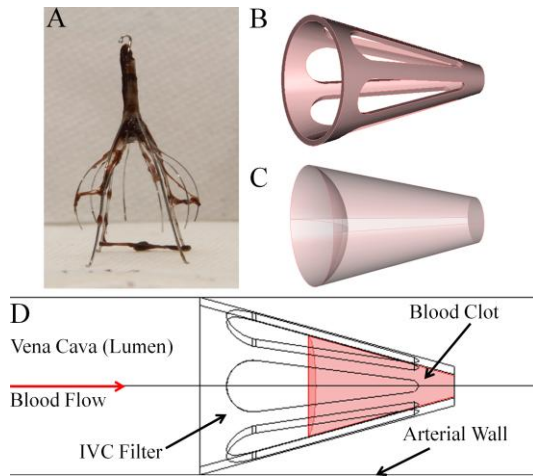 A
B
C
D
Blood Clot
Vena Cava (Lumen)
Blood Flow
IVC Filter
Arterial Wall